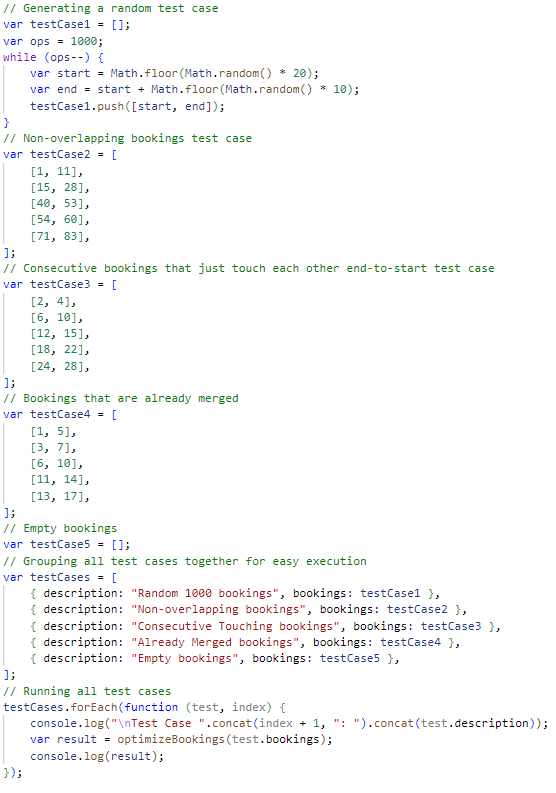 // Generating a random test case
var testCase1 = [];
var ops = 1000;
while (ops--) {
    var start = Math.floor(Math.random() * 20);
    var end = start + Math.floor(Math.random() * 10);
    testCase1.push([start, end]);
}
// Non-overlapping bookings test case
var testCase2 = [
    [1, 11],
    [15, 28],
    [40, 53],
    [54, 60],
    [71, 83],
];
// Consecutive bookings that just touch each other end-to-start test case
var testCase3 = [
    [2, 4],
    [6, 10],
    [12, 15],
    [18, 22],
    [24, 28],
];
// Bookings that are already merged
var testCase4 = [
    [1, 5],
    [3, 7],
    [6, 10],
    [11, 14],
    [13, 17],
];
// Empty bookings
var testCase5 = [];
// Grouping all test cases together for easy execution
var testCases = [
    { description: "Random 1000 bookings", bookings: testCase1 },
    { description: "Non-overlapping bookings", bookings: testCase2 },
    { description: "Consecutive Touching bookings", bookings: testCase3 },
    { description: "Already Merged bookings", bookings: testCase4 },
    { description: "Empty bookings", bookings: testCase5 },
];
// Running all test cases
testCases.forEach(function (test, index) {
    console.log("\nTest Case ".concat(index + 1, ": ").concat(test.description));
    var result = optimizeBookings(test.bookings);
    console.log(result);
});